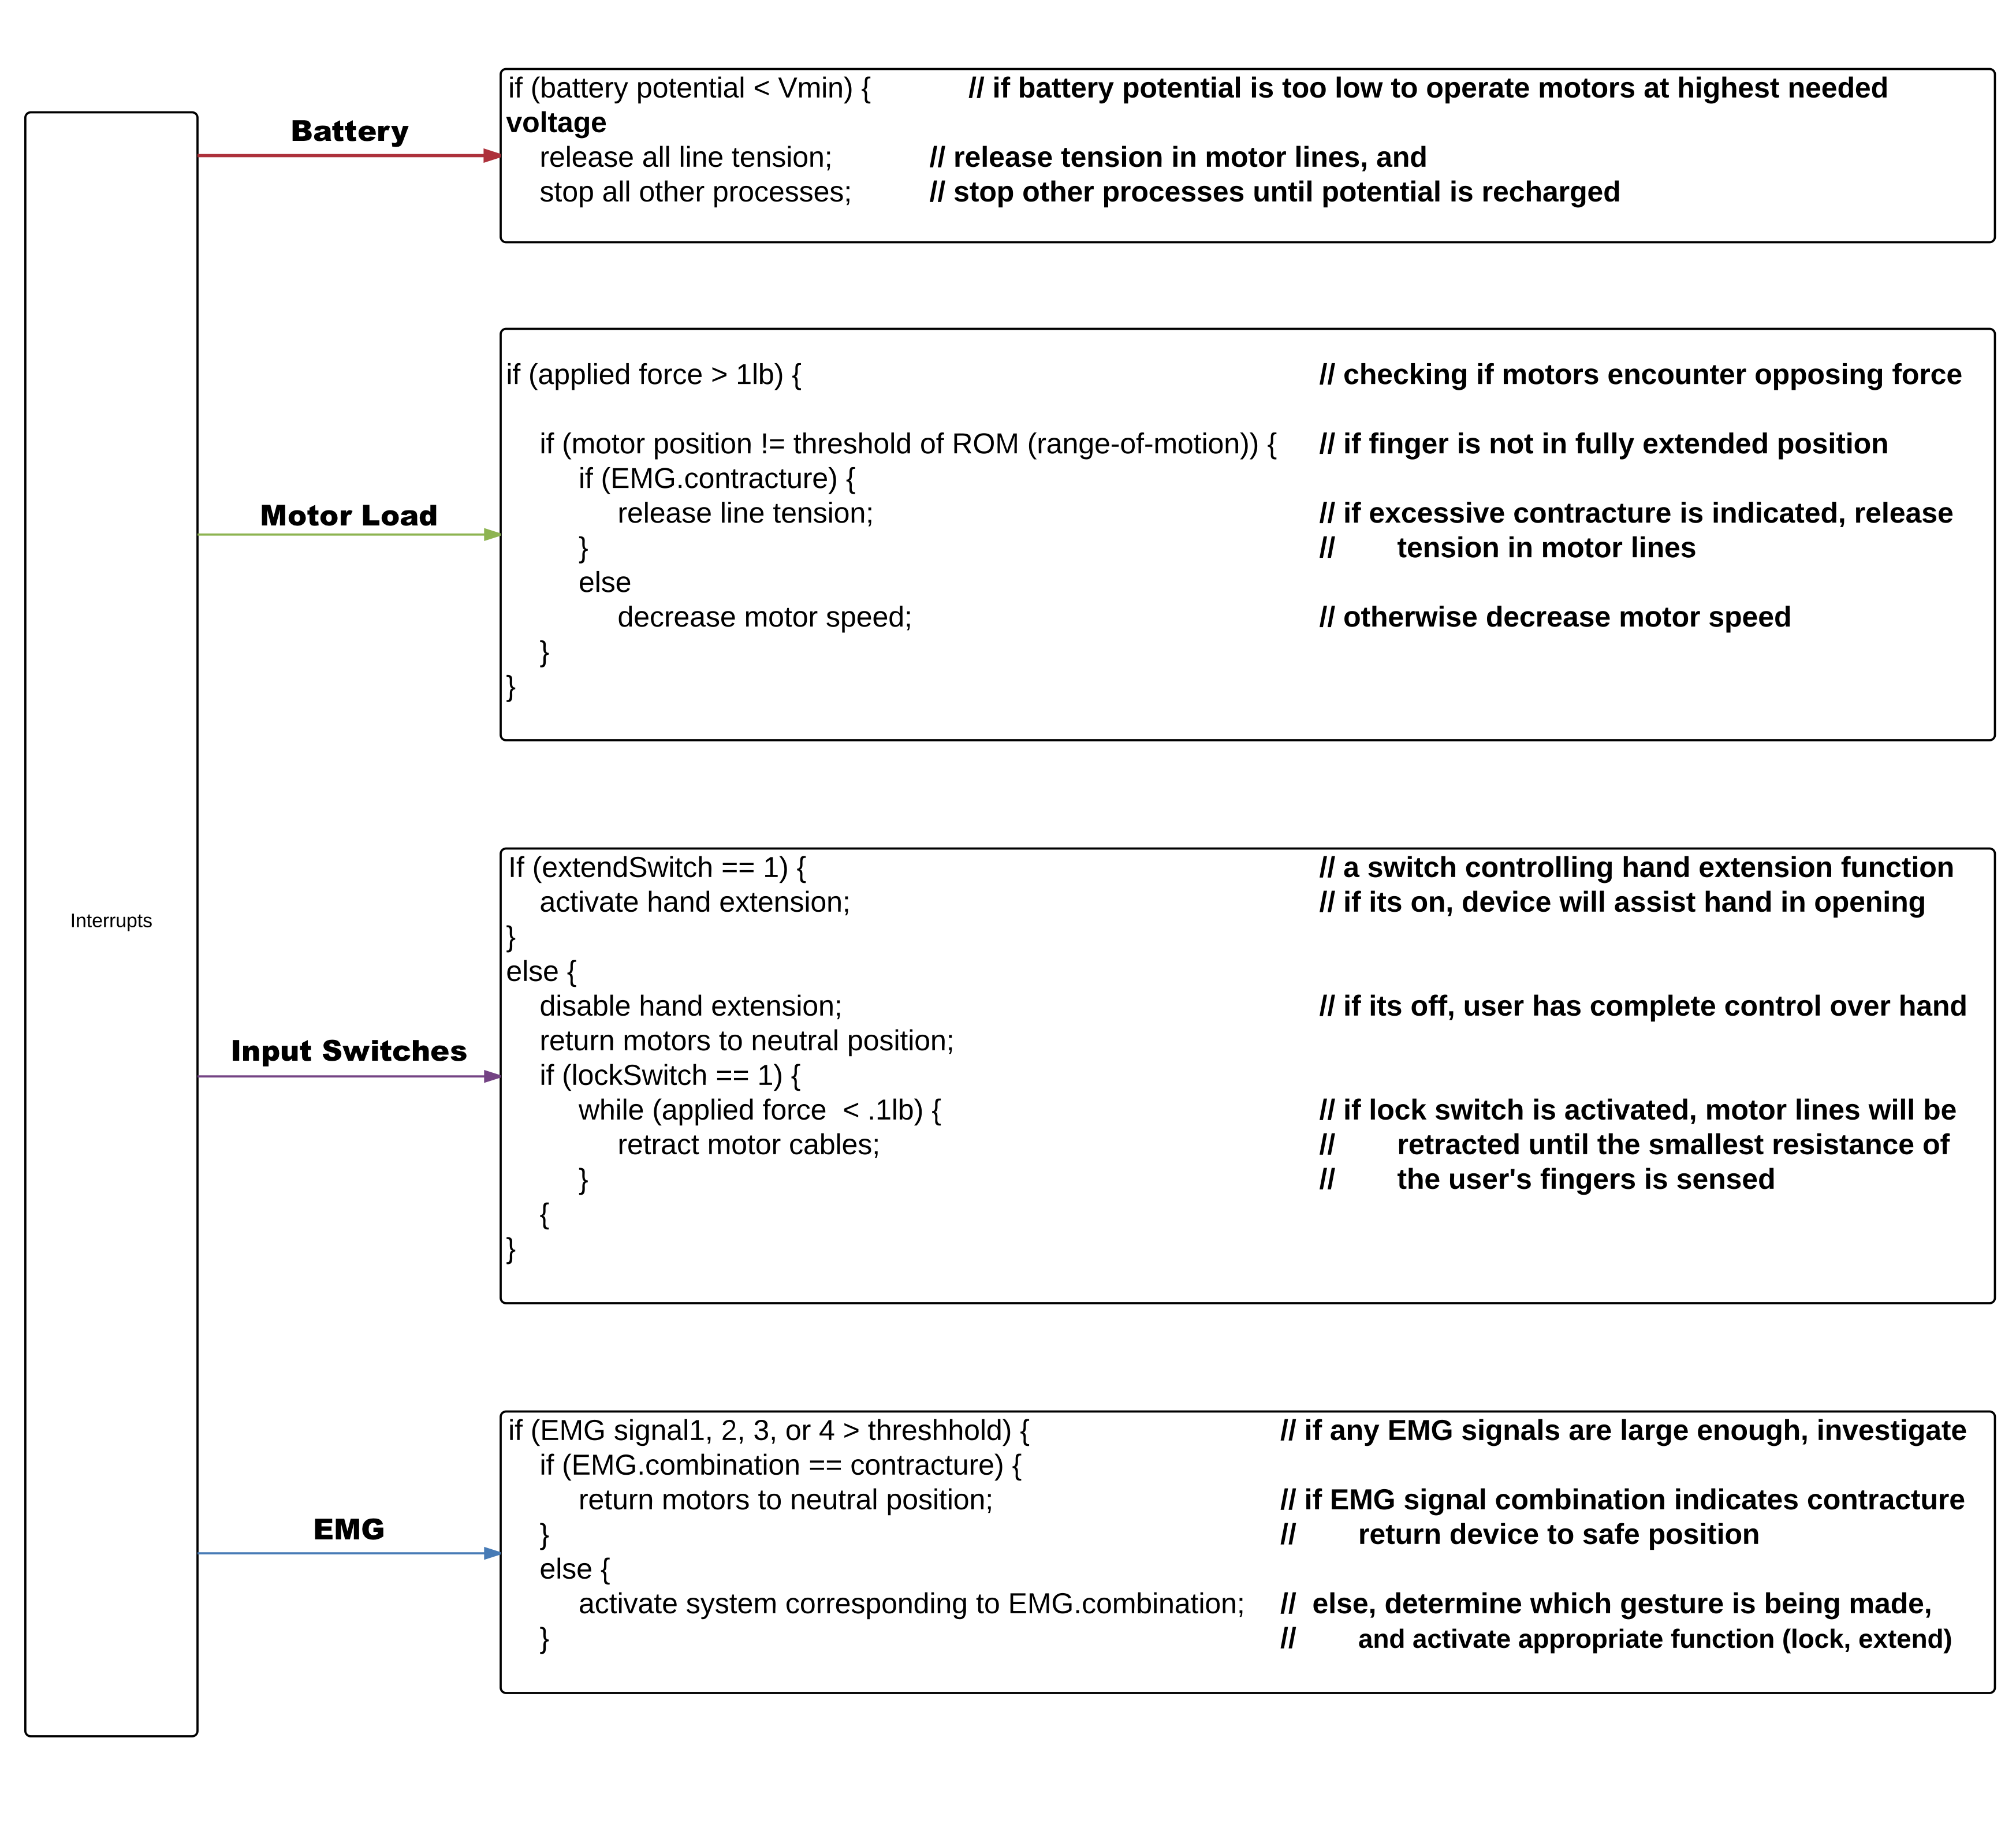 Interrupts
Battery
if (battery potential < Vmin) { // if battery potential is too low to operate motors at highest needed
voltage
release all line tension; // release tension in motor lines, and
stop all other processes; // stop other processes until potential is recharged
Motor Load
if (applied force > 1lb) { // checking if motors encounter opposing force
if (motor position != threshold of ROM (range-of-motion)) { // if finger is not in fully extended position
if (EMG.contracture) {
release line tension; // if excessive contracture is indicated, release
} // tension in motor lines
else
decrease motor speed; // otherwise decrease motor speed
}
}
Input Switches
If (extendSwitch == 1) { // a switch controlling hand extension function
activate hand extension; // if its on, device will assist hand in opening
}
else {
disable hand extension; // if its off, user has complete control over hand
return motors to neutral position;
if (lockSwitch == 1) {
while (applied force  < .1lb) { // if lock switch is activated, motor lines will be
retract motor cables; // retracted until the smallest resistance of
} // the user's fingers is sensed
{
}
EMG
if (EMG signal1, 2, 3, or 4 > threshhold) { // if any EMG signals are large enough, investigate
if (EMG.combination == contracture) {
return motors to neutral position; // if EMG signal combination indicates contracture
} // return device to safe position
else {
activate system corresponding to EMG.combination; // else, determine which gesture is being made,
} // and activate appropriate function (lock, extend)